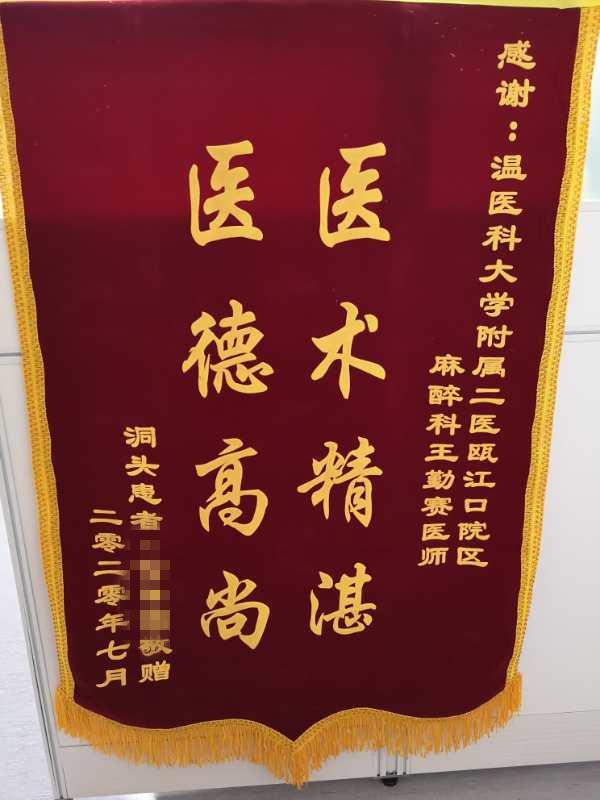 感谢：温医科大学附属二医瓯江口院区
麻醉科王勤赛医师
医术精湛
医德高尚
洞头患者敬赠
二零二零年七月